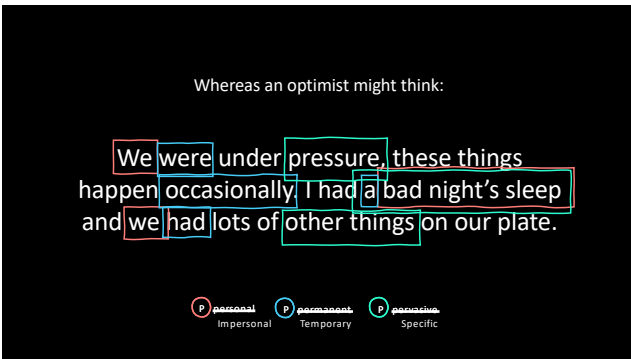 Whereas an optimist might think:
We were under pressure, these things
happen occasionally. I had a bad night's sleep
and we had lots of other things on our plate.
P personal P permanent P pervasive
Impersonal Temporary Specific